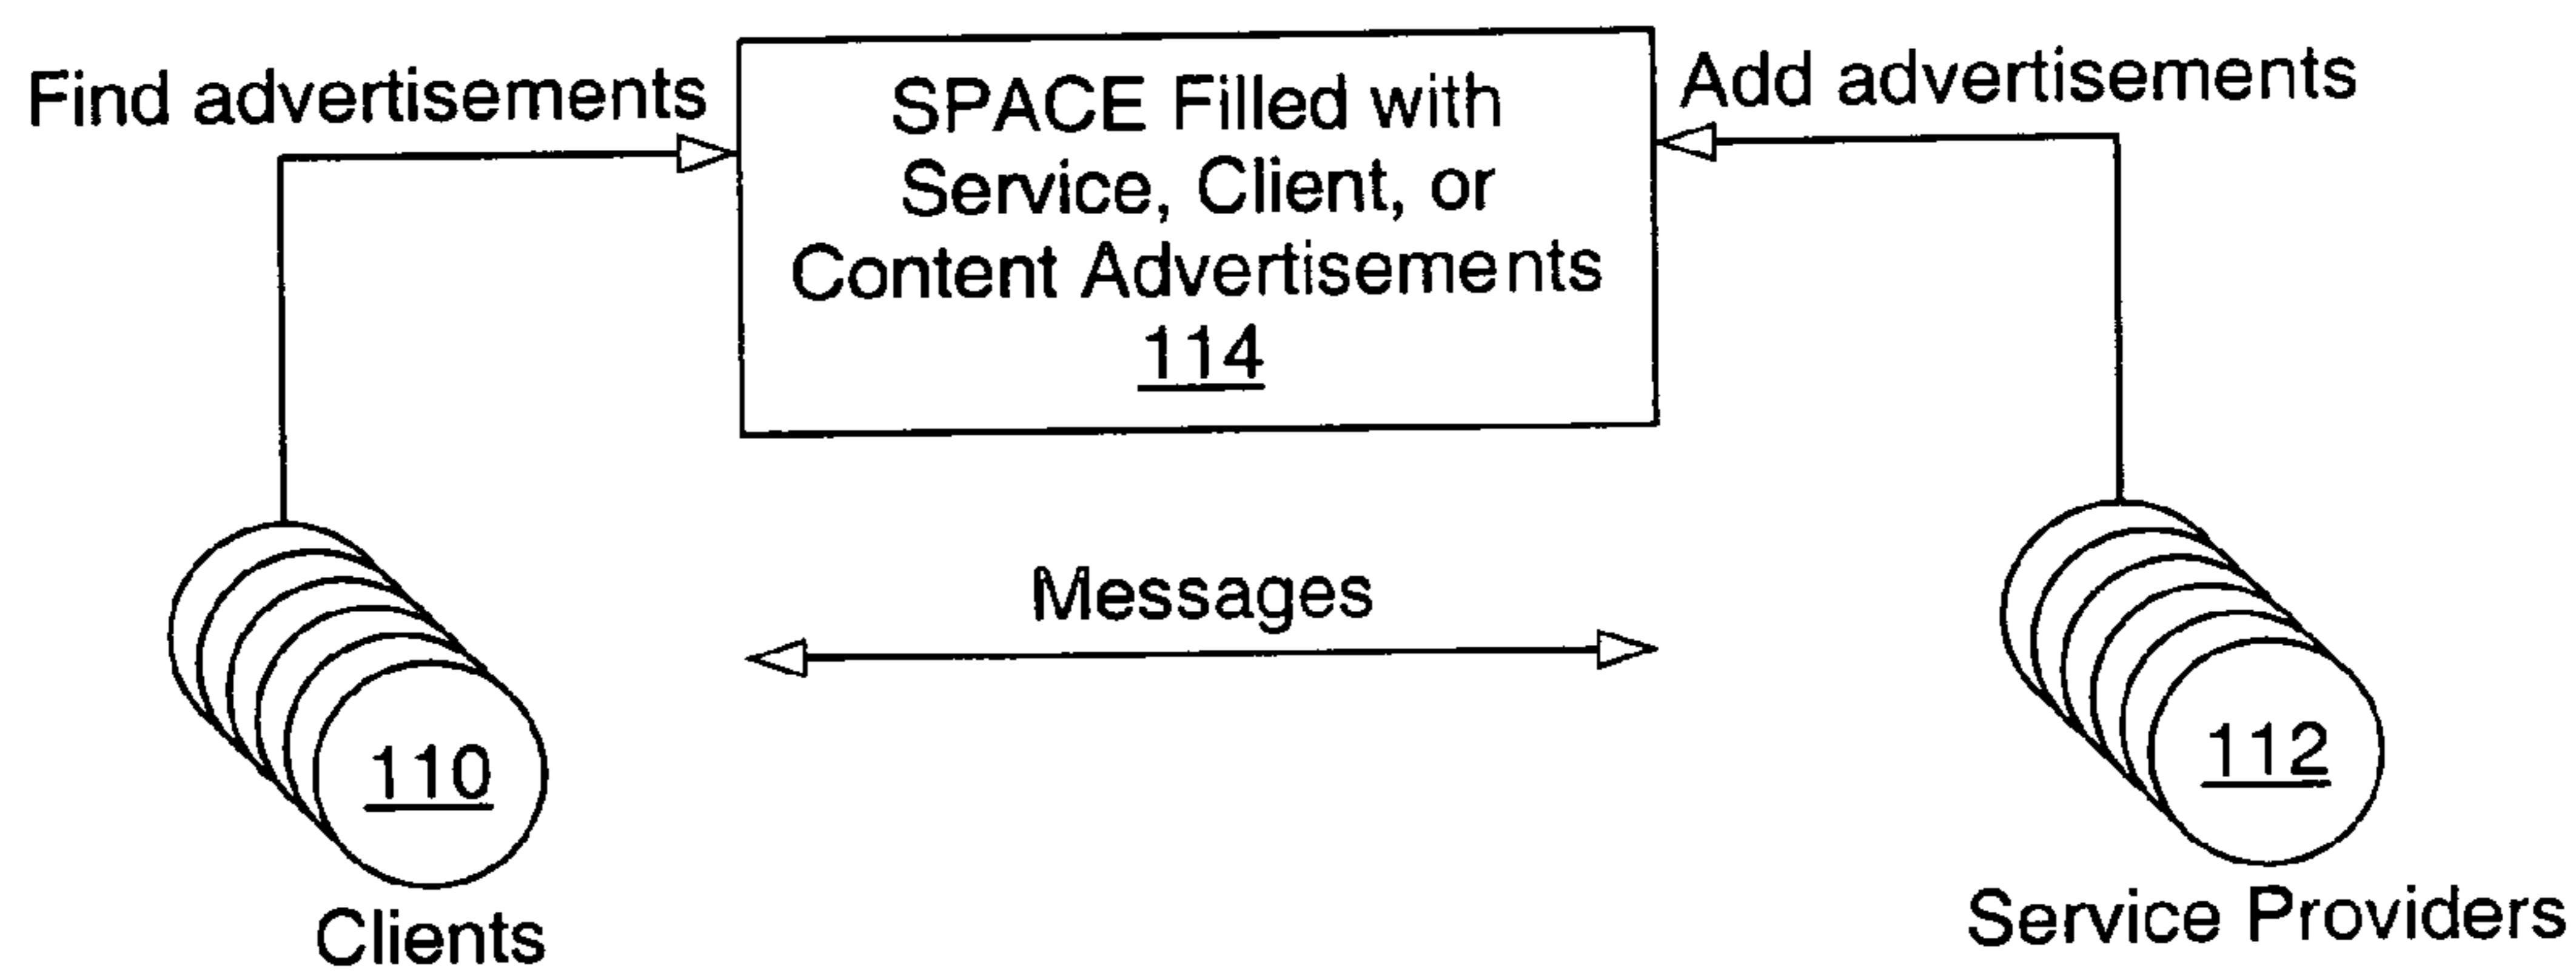 Find advertisements
SPACE Filled with
Service, Client, or
Content Advertisements
114
Add advertisements
Messages
110
Clients
112
Service Providers